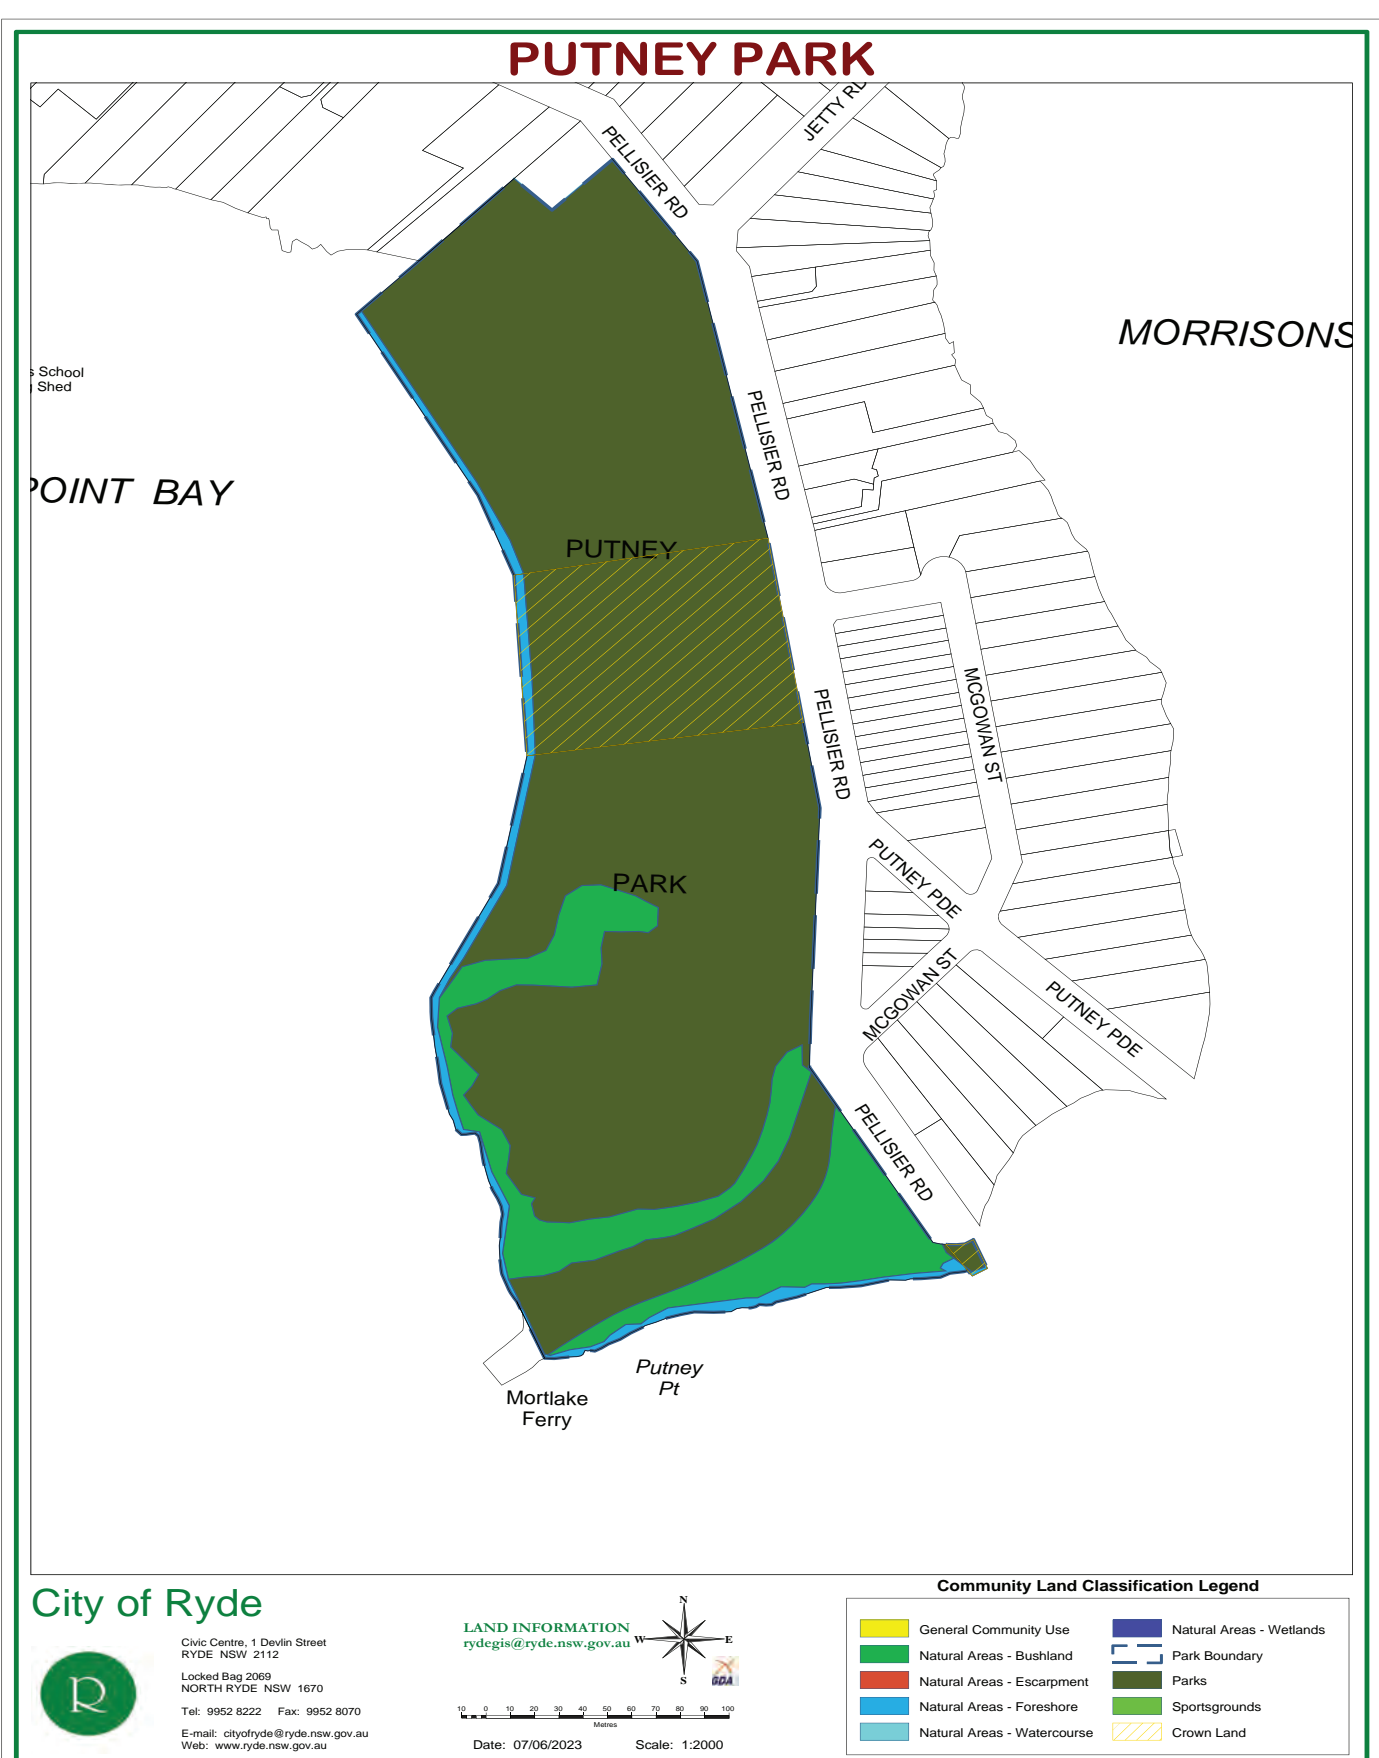 PUTNEY PARK
JETTY RD
PELLISIER RD
MORRISONS
School
Shed
PELLISIER RD
POINT BAY
PUTNEY
MCGOWAN ST
PELLISIER RD
PUTNEY PDE
PARK
MCGOWAN ST
PUTNEY PDE
PELLISIER RD
Putney
Pt
Mortlake
Ferry
City of Ryde
Civic Centre, 1 Devlin Street
RYDE NSW 2112
Locked Bag 2069
NORTH RYDE NSW 1670
Tel: 9952 8222 Fax: 9952 8070
E-mail: cityofryde@ryde.nsw.gov.au
Web: www.ryde.nsw.gov.au
R
LAND INFORMATION
rydegis@ryde.nsw.gov.au
N
W E
S
GDA
10 0 10 20 30 40 50 60 70 80 90 100
Metres
Date: 07/06/2023 Scale: 1:2000
Community Land Classification Legend
General Community Use
Natural Areas - Bushland
Natural Areas - Escarpment
Natural Areas - Foreshore
Natural Areas - Watercourse
Natural Areas - Wetlands
Park Boundary
Parks
Sportsgrounds
Crown Land